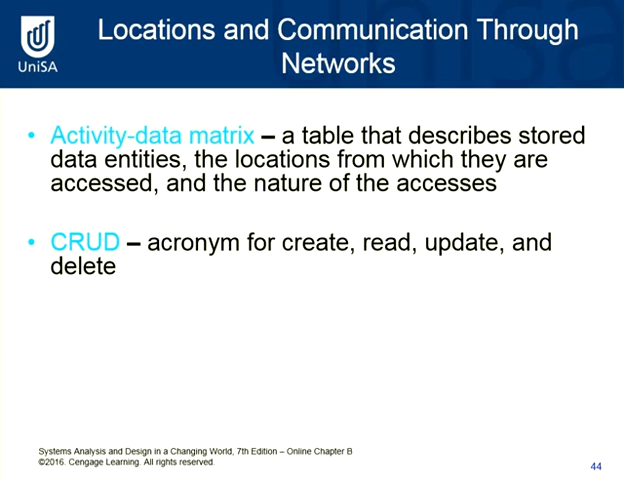 Locations and Communication Through
Networks
UniSA
• Activity-data matrix – a table that describes stored
data entities, the locations from which they are
accessed, and the nature of the accesses
• CRUD – acronym for create, read, update, and
delete
Systems Analysis and Design in a Changing World, 7th Edition – Online Chapter B
©2016. Cengage Learning. All rights reserved.
44